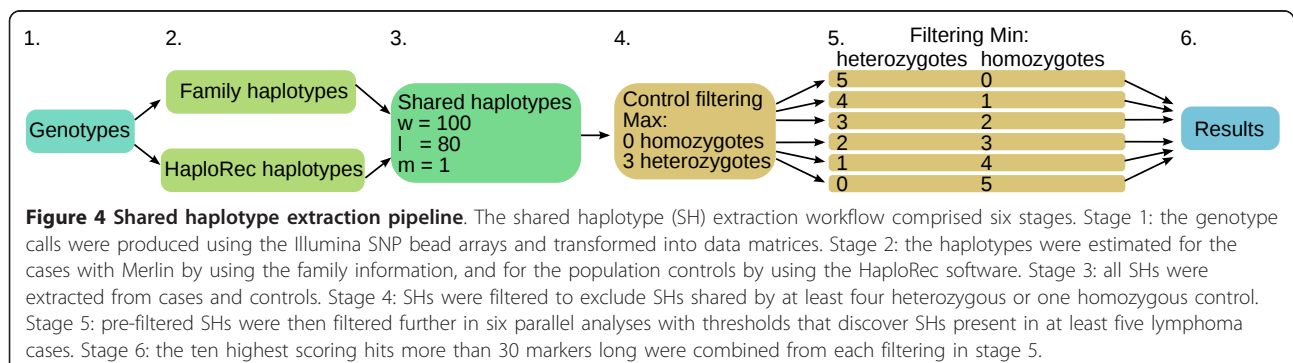 1.
2.
3.
4.
5.
6.
Filtering Min:
heterozygotes homozygotes
Genotypes
Family haplotypes
HaploRec haplotypes
Shared haplotypes
w = 100
l = 80
m = 1
Control filtering
Max:
0 homozygotes
3 heterozygotes
5 0
4 1
3 2
2 3
1 4
0 5
Results
Figure 4 Shared haplotype extraction pipeline. The shared haplotype (SH) extraction workflow comprised six stages. Stage 1: the genotype
calls were produced using the Illumina SNP bead arrays and transformed into data matrices. Stage 2: the haplotypes were estimated for the
cases with Merlin by using the family information, and for the population controls by using the HaploRec software. Stage 3: all SHs were
extracted from cases and controls. Stage 4: SHs were filtered to exclude SHs shared by at least four heterozygous or one homozygous control.
Stage 5: pre-filtered SHs were then filtered further in six parallel analyses with thresholds that discover SHs present in at least five lymphoma
cases. Stage 6: the ten highest scoring hits more than 30 markers long were combined from each filtering in stage 5.